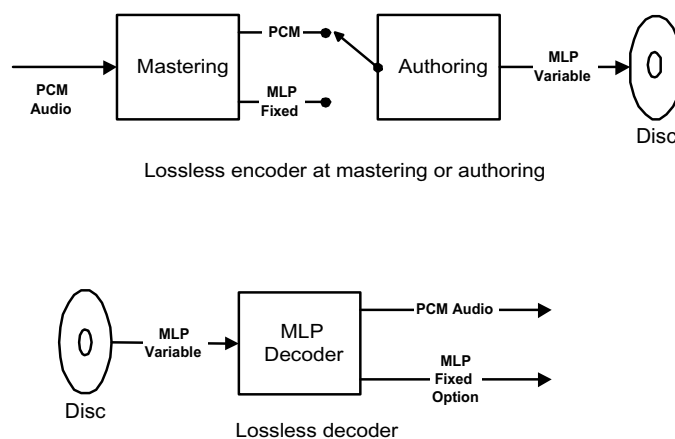 PCM
Audio
Mastering
PCM
MLP
Fixed
Authoring
MLP
Variable
Disc
Lossless encoder at mastering or authoring
Disc
MLP
Variable
MLP
Decoder
PCM Audio
MLP
Fixed
Option
Lossless decoder